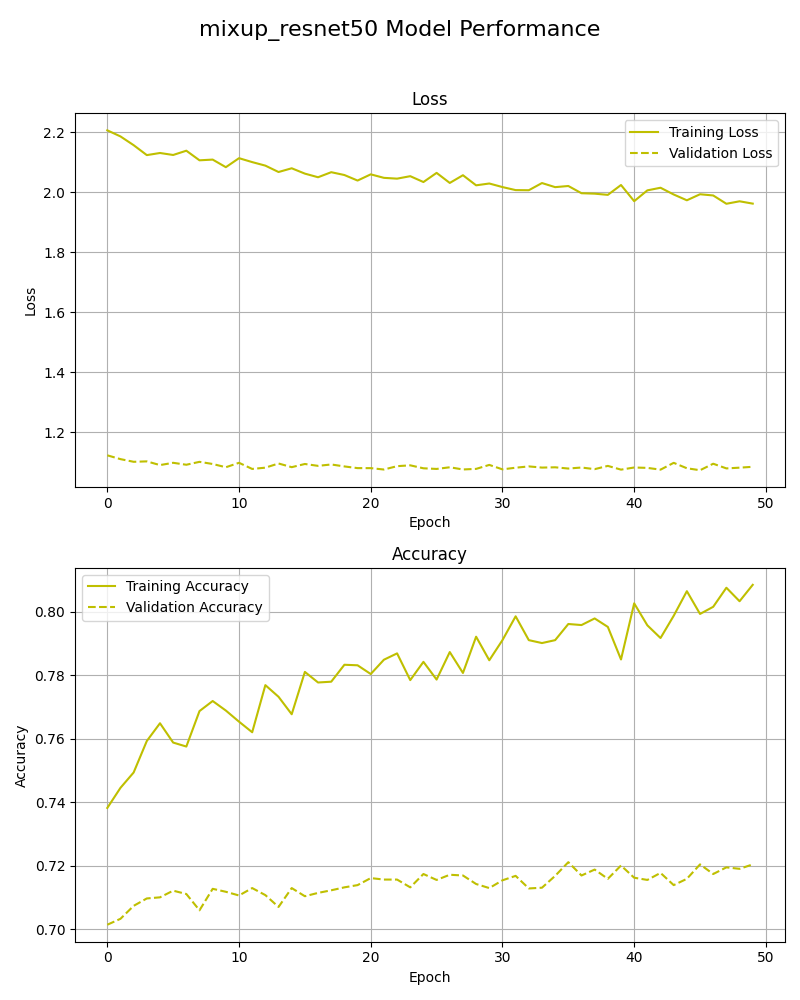 mixup_resnet50 Model Performance
Loss
Training Loss
Validation Loss
2.2
2.0
1.8
1.6
1.4
1.2
Loss
0 10 20 30 40 50
Epoch
Accuracy
Training Accuracy
Validation Accuracy
0.80
0.78
0.76
0.74
0.72
0.70
Accuracy
0 10 20 30 40 50
Epoch